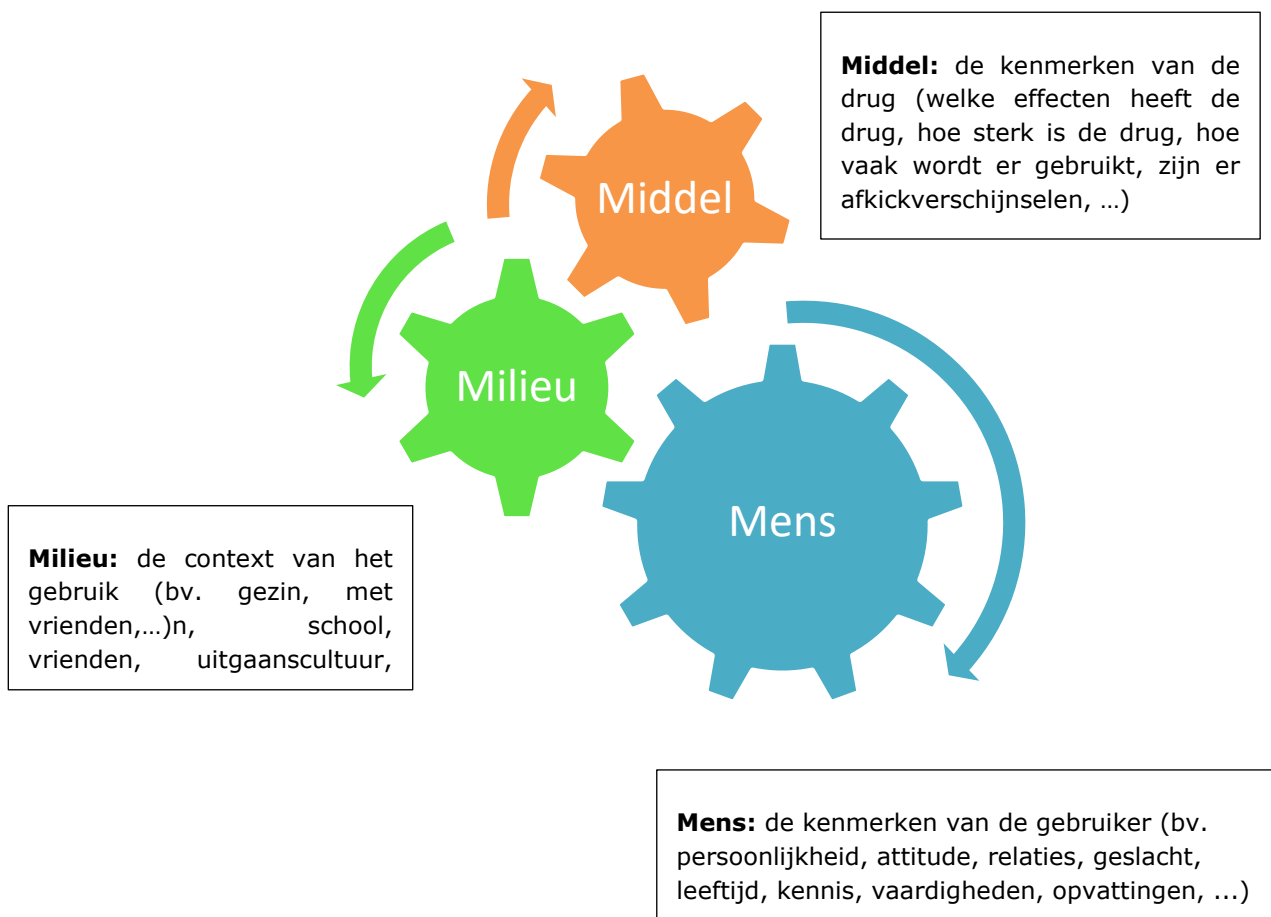 Middel: de kenmerken van de
drug (welke effecten heeft de
drug, hoe sterk is de drug, hoe
vaak wordt er gebruikt, zijn er
afkickverschijnselen, …)
Middel
Milieu
Mens
Milieu: de context van het
gebruik (bv. gezin, met
vrienden,…)n, school,
vrienden, uitgaanscultuur,
Mens: de kenmerken van de gebruiker (bv.
persoonlijkheid, attitude, relaties, geslacht,
leeftijd, kennis, vaardigheden, opvattingen, ...)